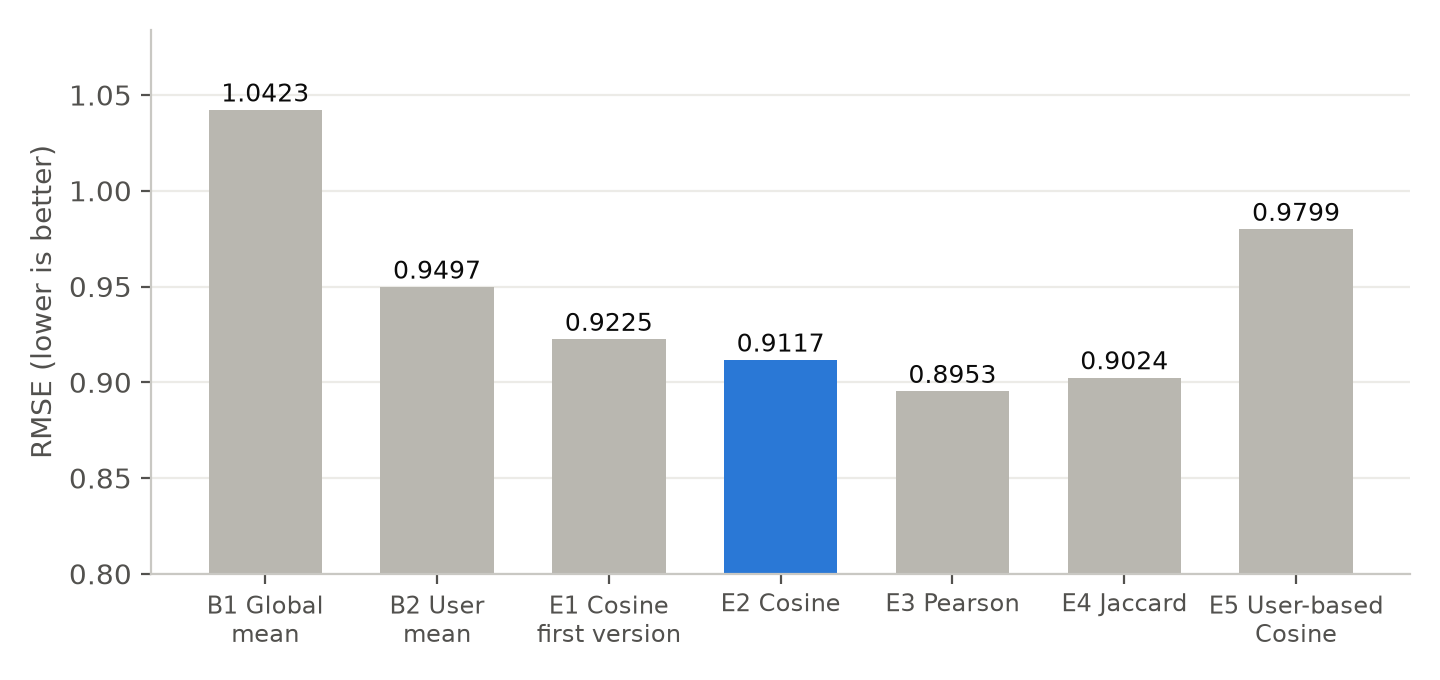 RMSE (lower is better)
1.05
1.00
0.95
0.90
0.85
0.80
1.0423
0.9497
0.9225
0.9117
0.8953
0.9024
0.9799
B1 Global
mean
B2 User
mean
E1 Cosine
first version
E2 Cosine
E3 Pearson
E4 Jaccard
E5 User-based
Cosine